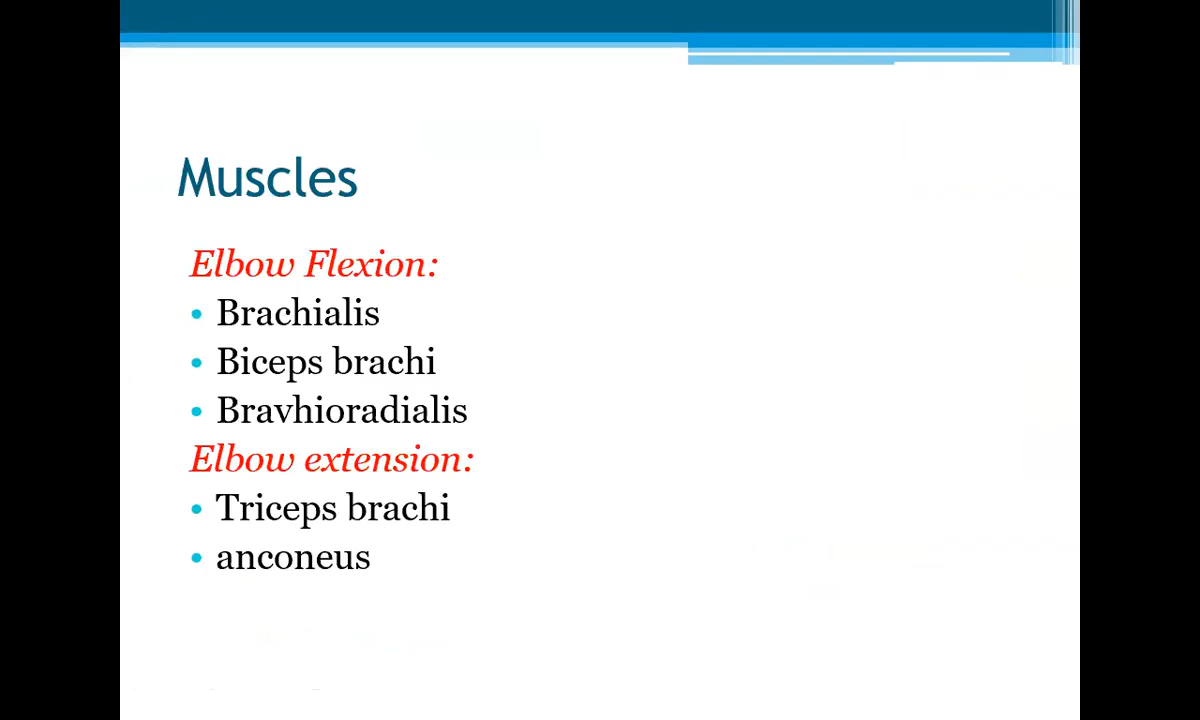 Muscles
Elbow Flexion:
• Brachialis
• Biceps brachi
• Bravhioradialis
Elbow extension:
• Triceps brachi
• anconeus